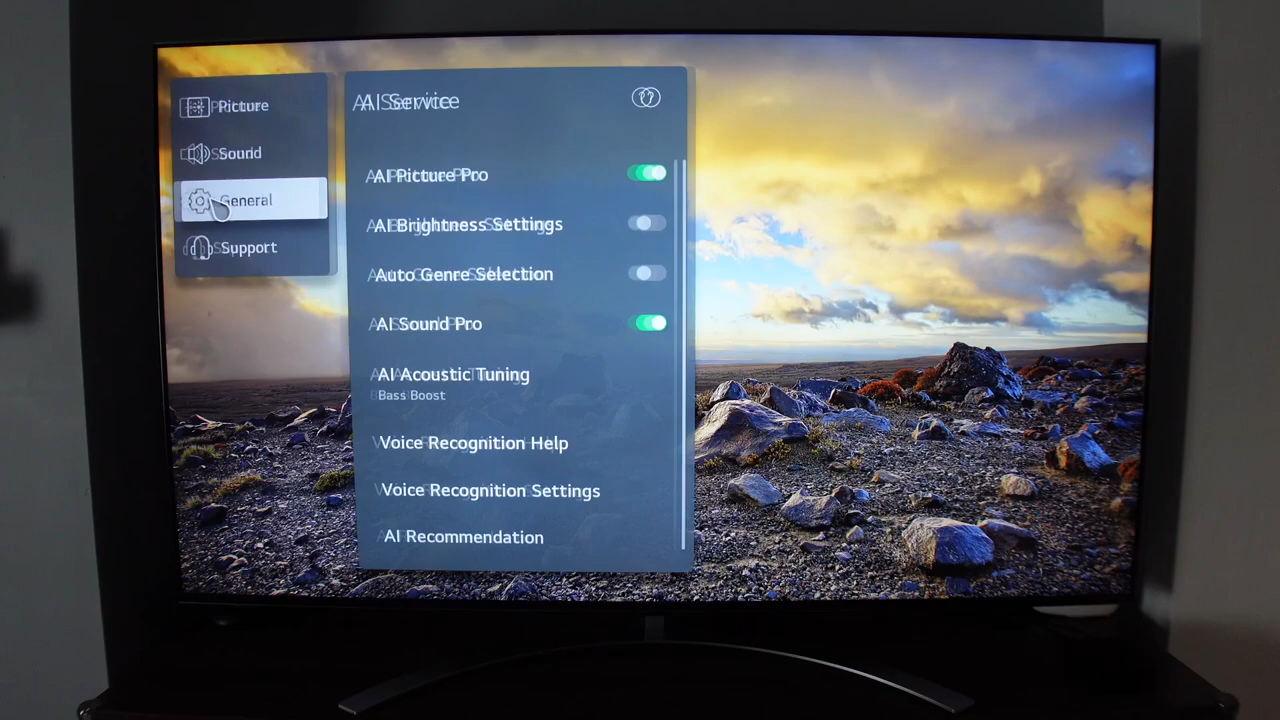 Picture
Sound
General
Support
AI Service
AI Picture Pro
AI Brightness Settings
Auto Genre Selection
AI Sound Pro
AI Acoustic Tuning
Bass Boost
Voice Recognition Help
Voice Recognition Settings
AI Recommendation